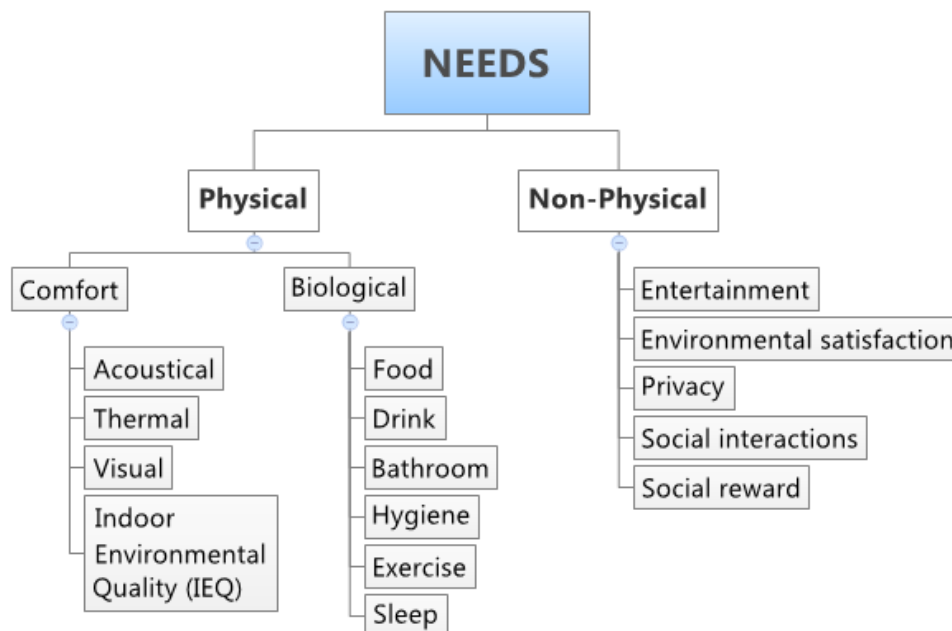 NEEDS
Physical
Non-Physical
Comfort
Biological
Acoustical
Thermal
Visual
Indoor
Environmental
Quality (IEQ)
Food
Drink
Bathroom
Hygiene
Exercise
Sleep
Entertainment
Environmental satisfaction
Privacy
Social interactions
Social reward